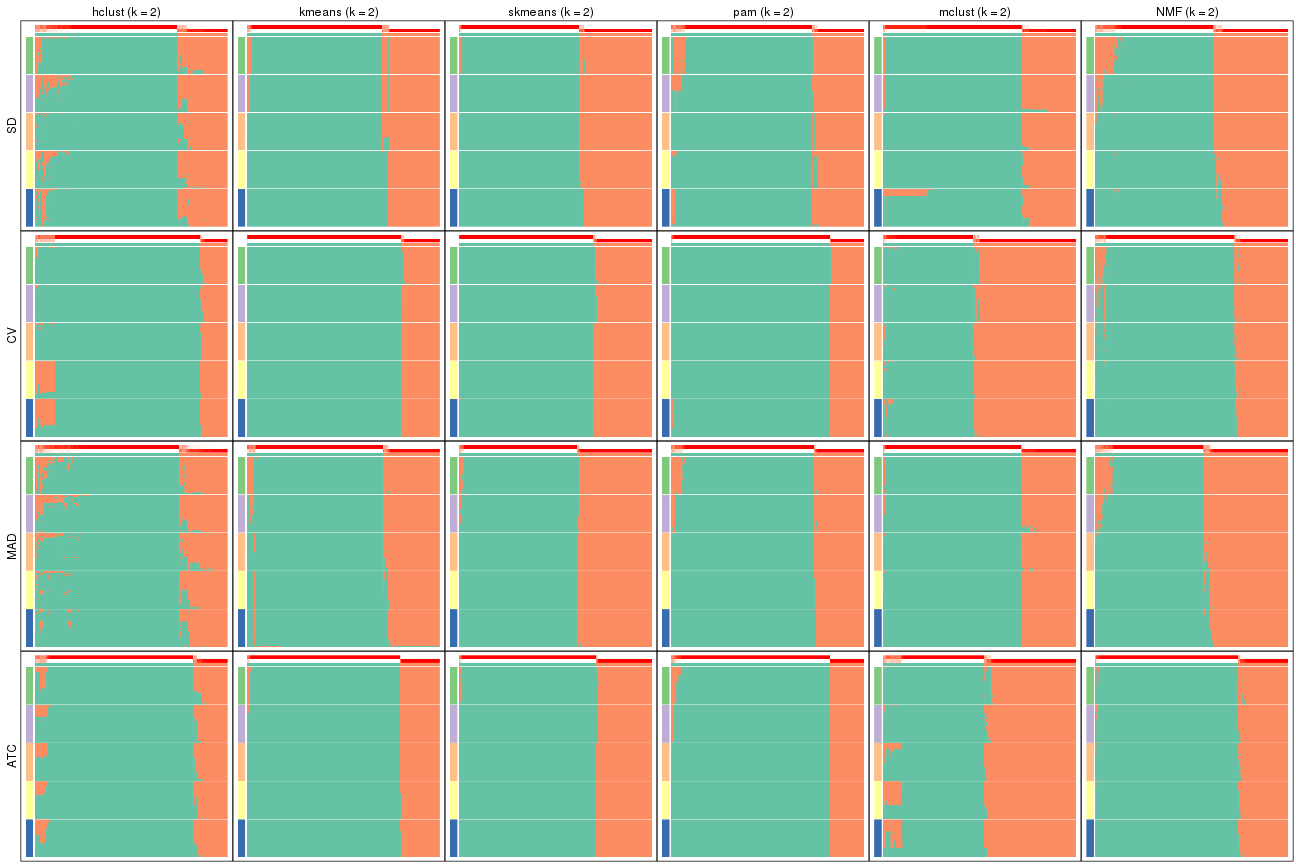 hclust (k = 2)
kmeans (k = 2)
skmeans (k = 2)
pam (k = 2)
mclust (k = 2)
NMF (k = 2)
SD
CV
MAD
ATC